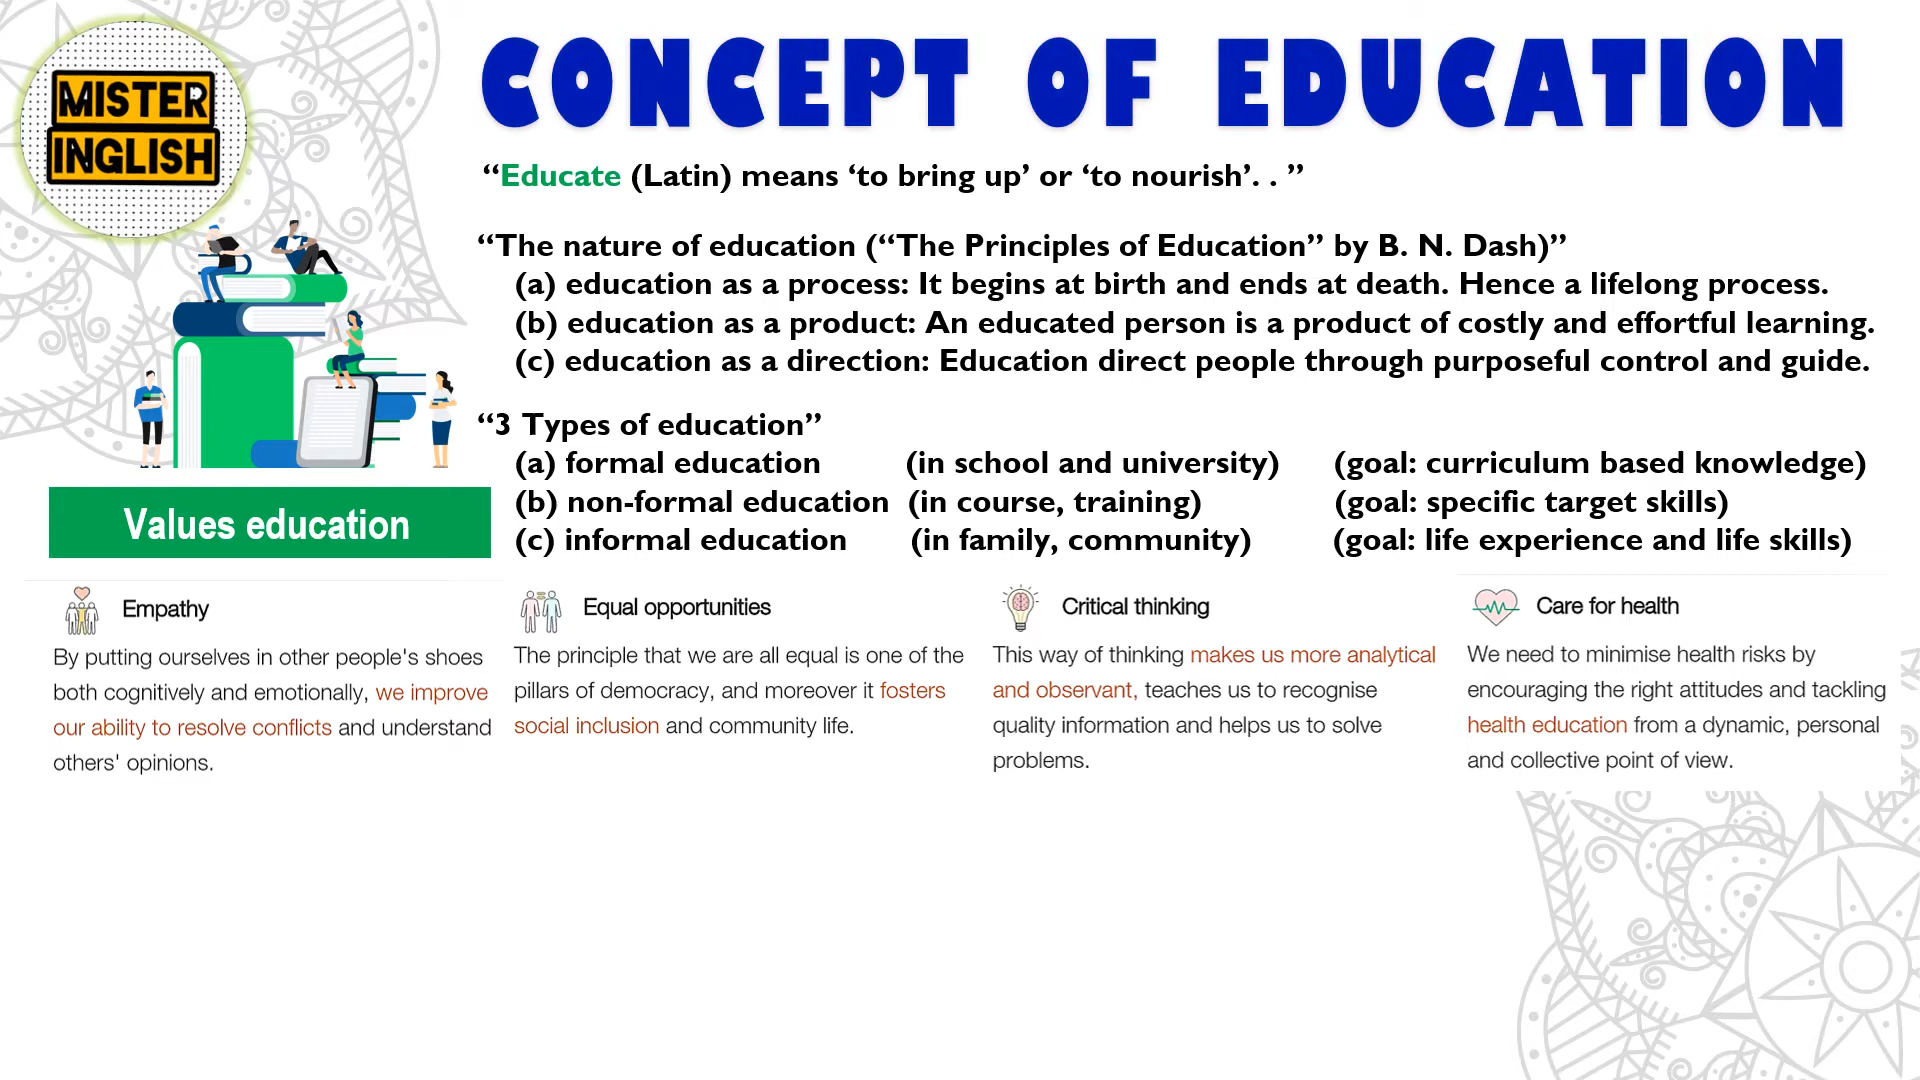 MISTER
INGLISH
CONCEPT OF EDUCATION
“Educate (Latin) means ‘to bring up’ or ‘to nourish’. . ”
“The nature of education (“The Principles of Education” by B. N. Dash)”
(a) education as a process: It begins at birth and ends at death. Hence a lifelong process.
(b) education as a product: An educated person is a product of costly and effortful learning.
(c) education as a direction: Education direct people through purposeful control and guide.
“3 Types of education”
(a) formal education (in school and university) (goal: curriculum based knowledge)
(b) non-formal education (in course, training) (goal: specific target skills)
(c) informal education (in family, community) (goal: life experience and life skills)
Values education
Empathy
By putting ourselves in other people's shoes
both cognitively and emotionally, we improve
our ability to resolve conflicts and understand
others' opinions.
Equal opportunities
The principle that we are all equal is one of the
pillars of democracy, and moreover it fosters
social inclusion and community life.
Critical thinking
This way of thinking makes us more analytical
and observant, teaches us to recognise
quality information and helps us to solve
problems.
Care for health
We need to minimise health risks by
encouraging the right attitudes and tackling
health education from a dynamic, personal
and collective point of view.